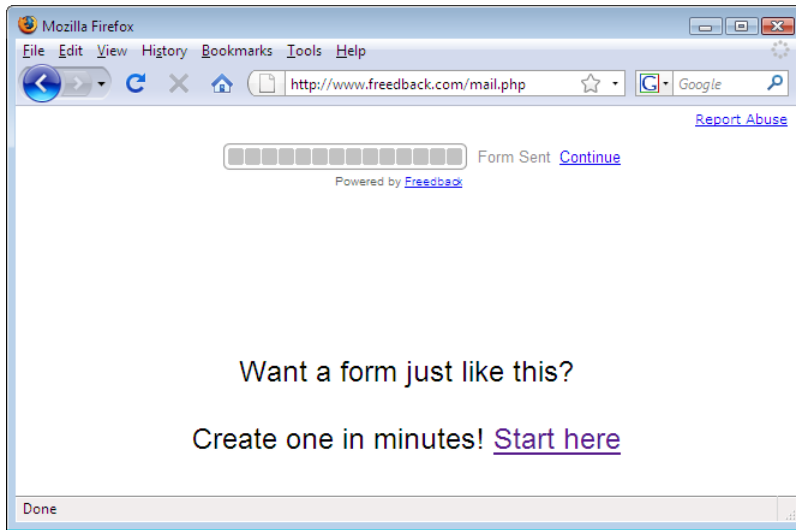 Mozilla Firefox
File Edit View History Bookmarks Tools Help
http://www.freedback.com/mail.php G Google
Report Abuse
Form Sent Continue
Powered by Freedback
Want a form just like this?
Create one in minutes! Start here
Done